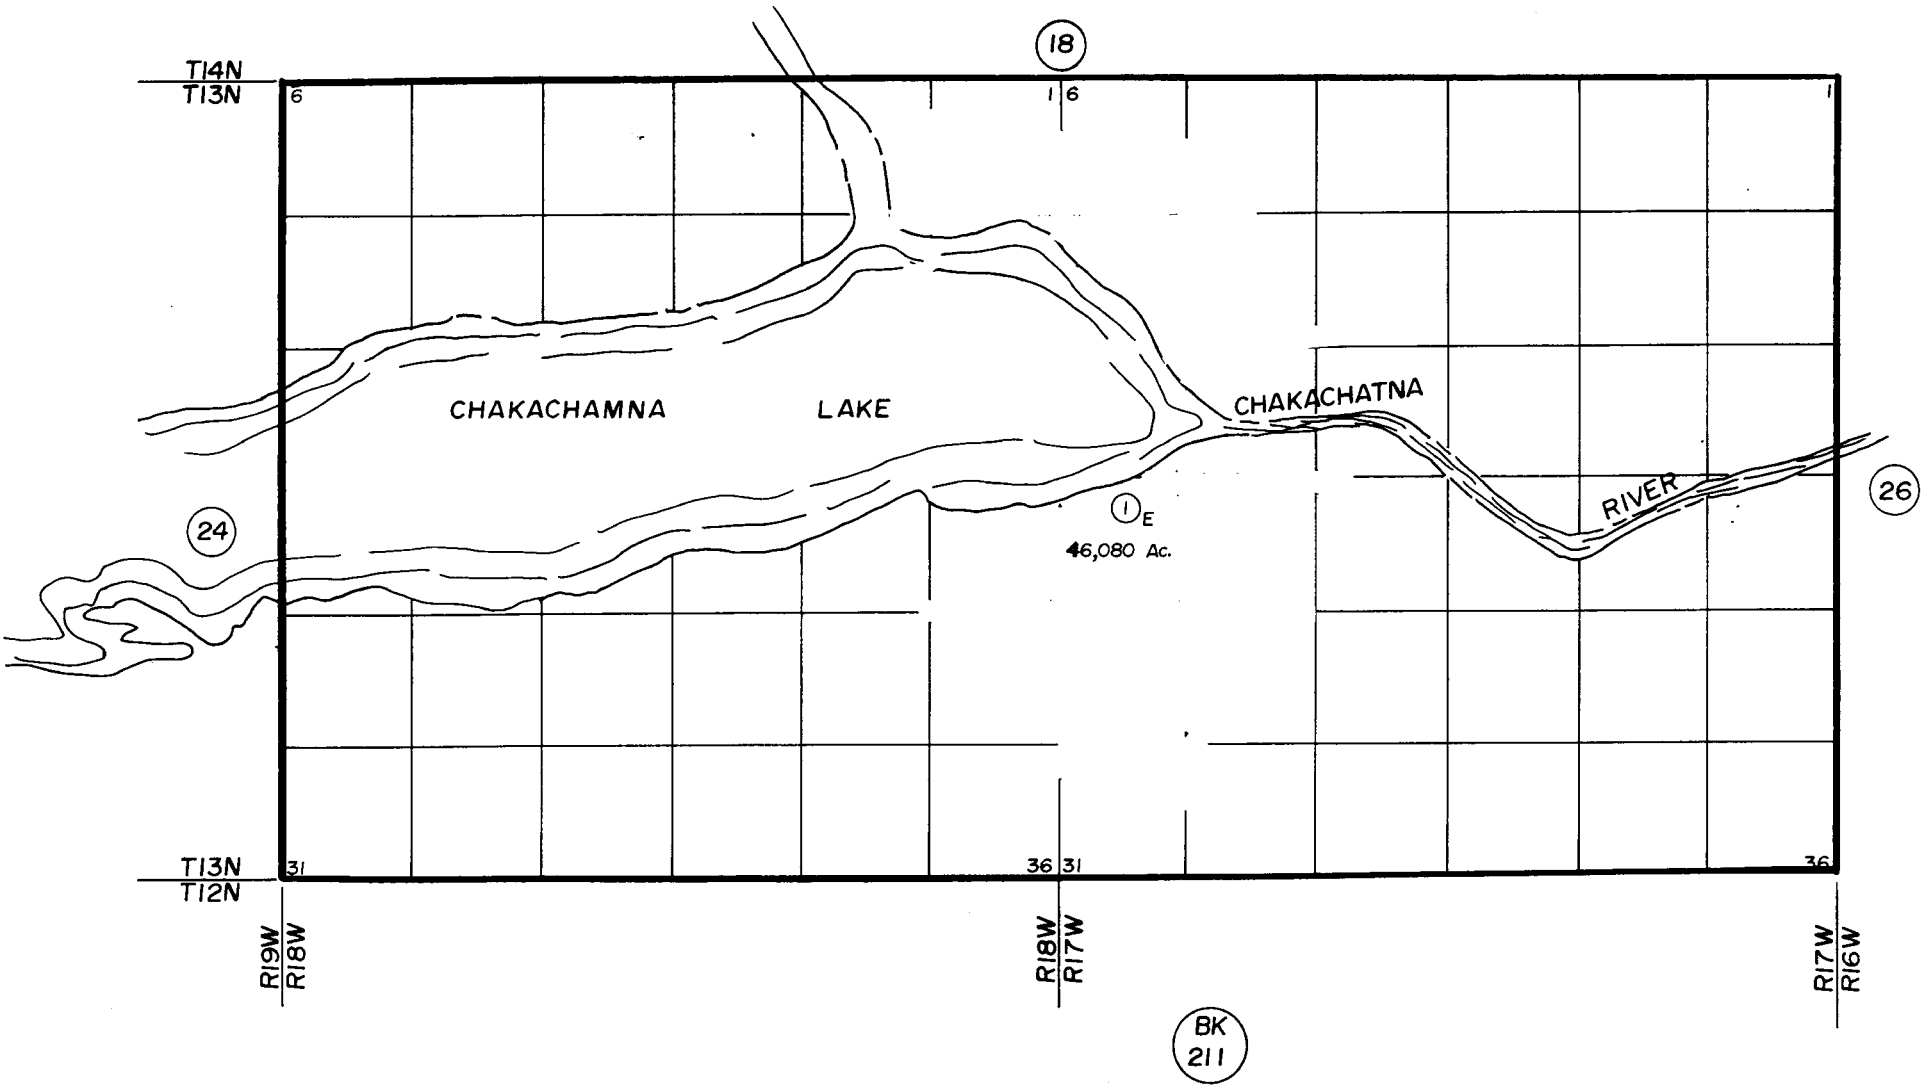 18
T14N
T13N
6
1
6
1
CHAKACHAMNA LAKE
CHAKACHATNA
RIVER
26
24
1 E
46,080 Ac.
T13N
T12N
31
36
31
36
R19W
R18W
R18W
R17W
R17W
R16W
BK
211